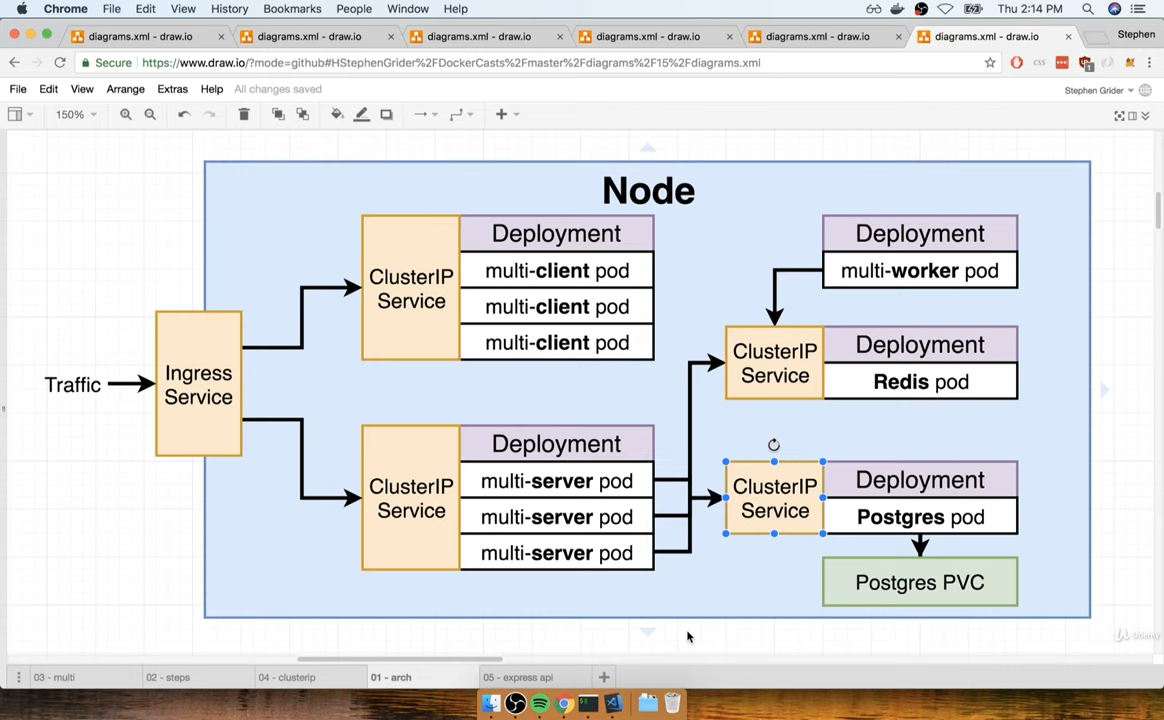 Chrome File Edit View History Bookmarks People Window Help Thu 2:14 PM
diagrams.xml - draw.io diagrams.xml - draw.io diagrams.xml - draw.io diagrams.xml - draw.io diagrams.xml - draw.io diagrams.xml - draw.io Stephen
Secure https://www.draw.io/?mode=github#HStephenGrider%2FDockerCasts%2Fmaster%2Fdiagrams%2F15%2Fdiagrams.xml
File Edit View Arrange Extras Help All changes saved Stephen Grider
150%
Node
Traffic
Ingress
Service
ClusterIP
Service
Deployment
multi-client pod
multi-client pod
multi-client pod
ClusterIP
Service
Deployment
multi-server pod
multi-server pod
multi-server pod
Deployment
multi-worker pod
ClusterIP
Service
Deployment
Redis pod
ClusterIP
Service
Deployment
Postgres pod
Postgres PVC
Udemy
03 - multi 02 - steps 04 - clusterip 01 - arch 05 - express api